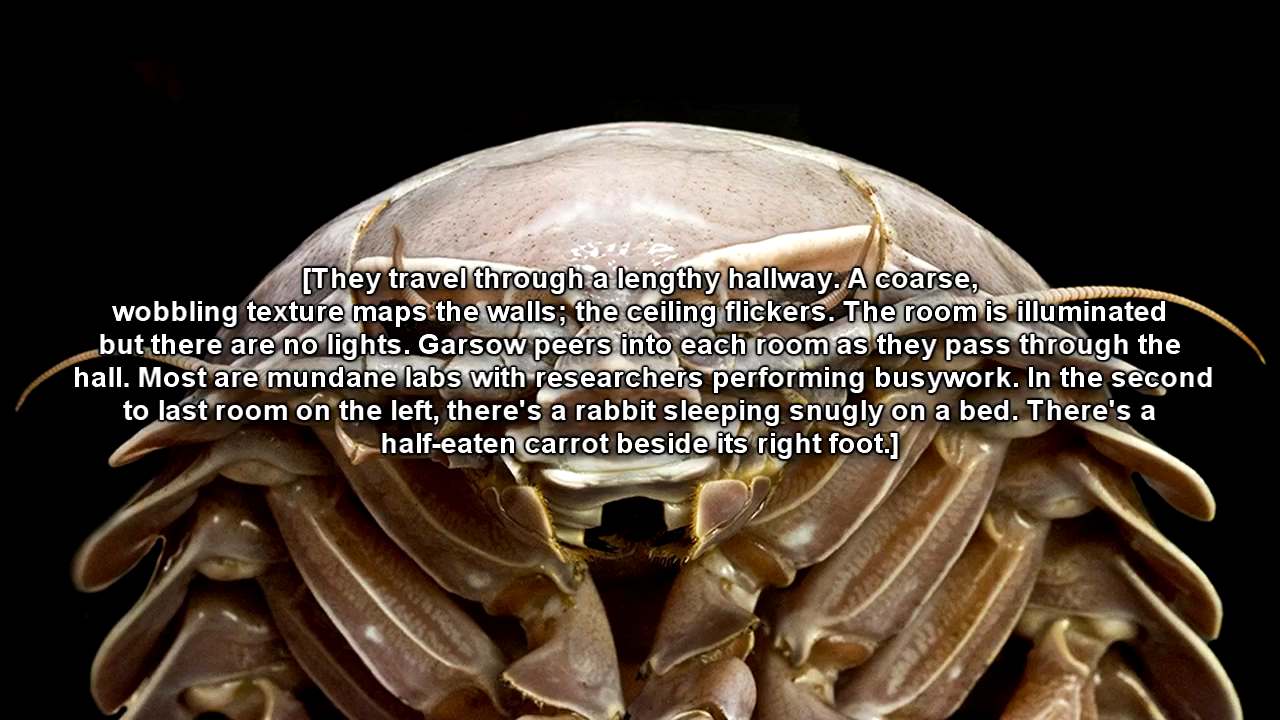 [They travel through a lengthy hallway. A coarse,
wobbling texture maps the walls; the ceiling flickers. The room is illuminated
but there are no lights. Garsow peers into each room as they pass through the
hall. Most are mundane labs with researchers performing busywork. In the second
to last room on the left, there's a rabbit sleeping snugly on a bed. There's a
half-eaten carrot beside its right foot.]